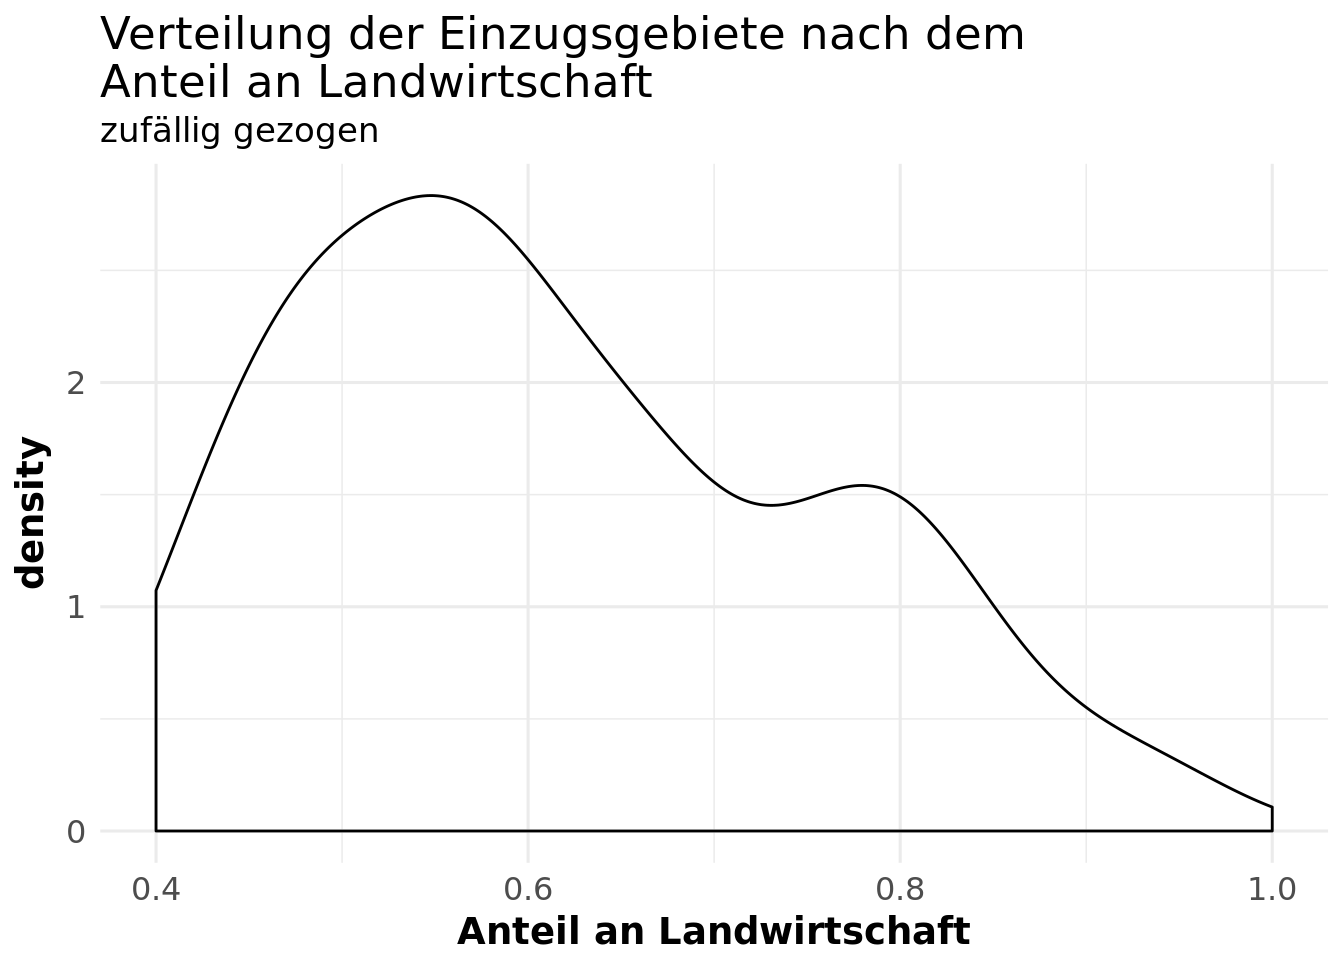 Verteilung der Einzugsgebiete nach dem
Anteil an Landwirtschaft
zufällig gezogen
density
2
1
0
0.4 0.6 0.8 1.0
Anteil an Landwirtschaft